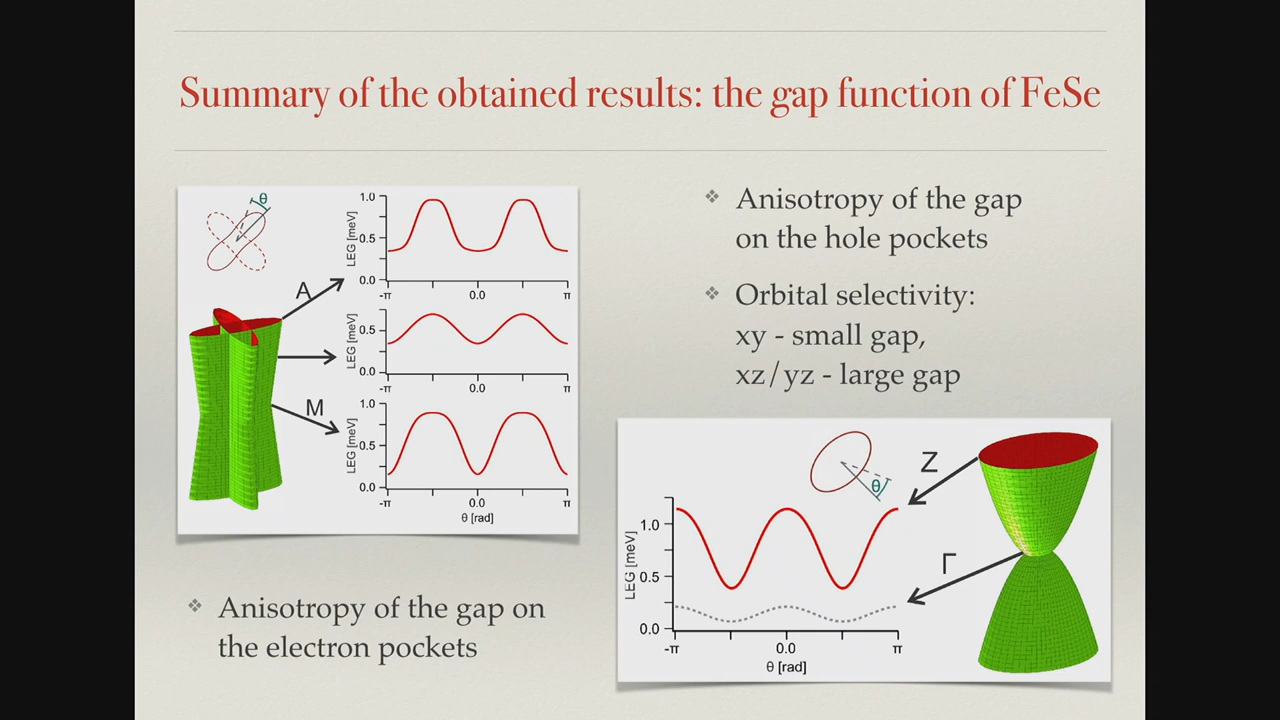 Summary of the obtained results: the gap function of FeSe
θ
A
M
LEG [meV]
1.0
0.5
0.0
-π
0.0
π
LEG [meV]
0.5
0.0
-π
0.0
π
LEG [meV]
1.0
0.5
0.0
-π
0.0
π
θ [rad]
❖ Anisotropy of the gap
on the hole pockets
❖ Orbital selectivity:
xy - small gap,
xz/yz - large gap
❖ Anisotropy of the gap on
the electron pockets
θ
Z
Γ
LEG [meV]
1.0
0.5
0.0
-π
0.0
π
θ [rad]